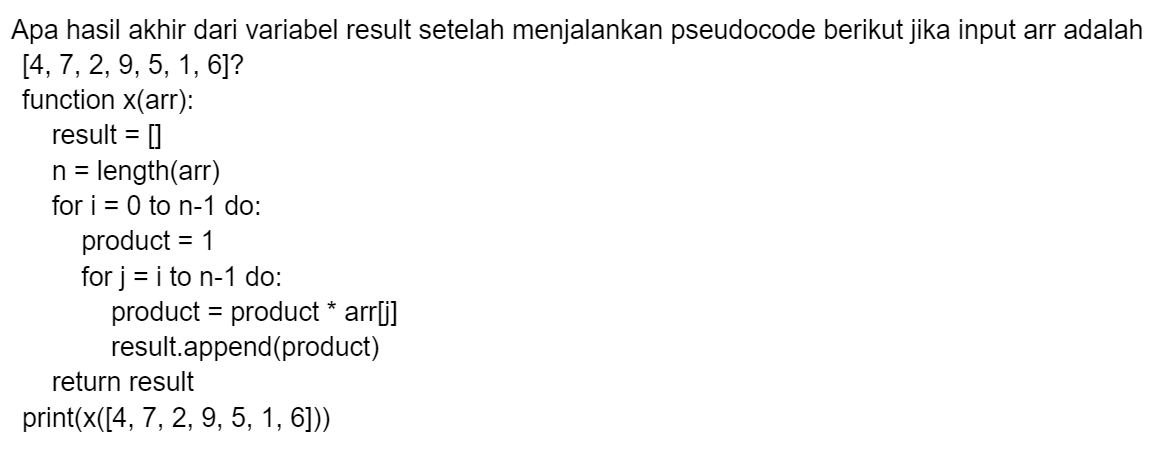 Apa hasil akhir dari variabel result setelah menjalankan pseudocode berikut jika input arr adalah
[4, 7, 2, 9, 5, 1, 6]?
function x(arr):
result = []
n = length(arr)
for i = 0 to n-1 do:
product = 1
for j = i to n-1 do:
product = product * arr[j]
result.append(product)
return result
print(x([4, 7, 2, 9, 5, 1, 6]))